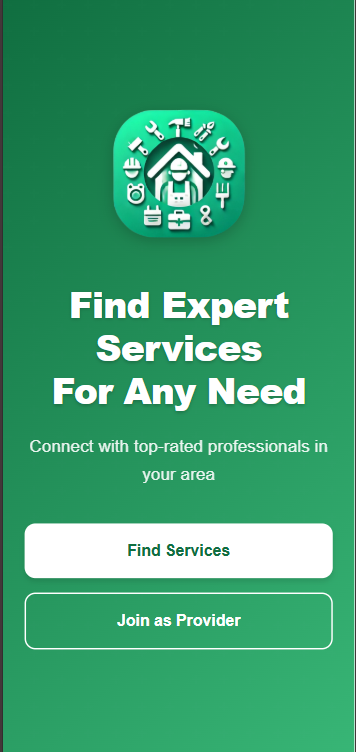 Find Expert
Services
For Any Need
Connect with top-rated professionals in
your area
Find Services
Join as Provider